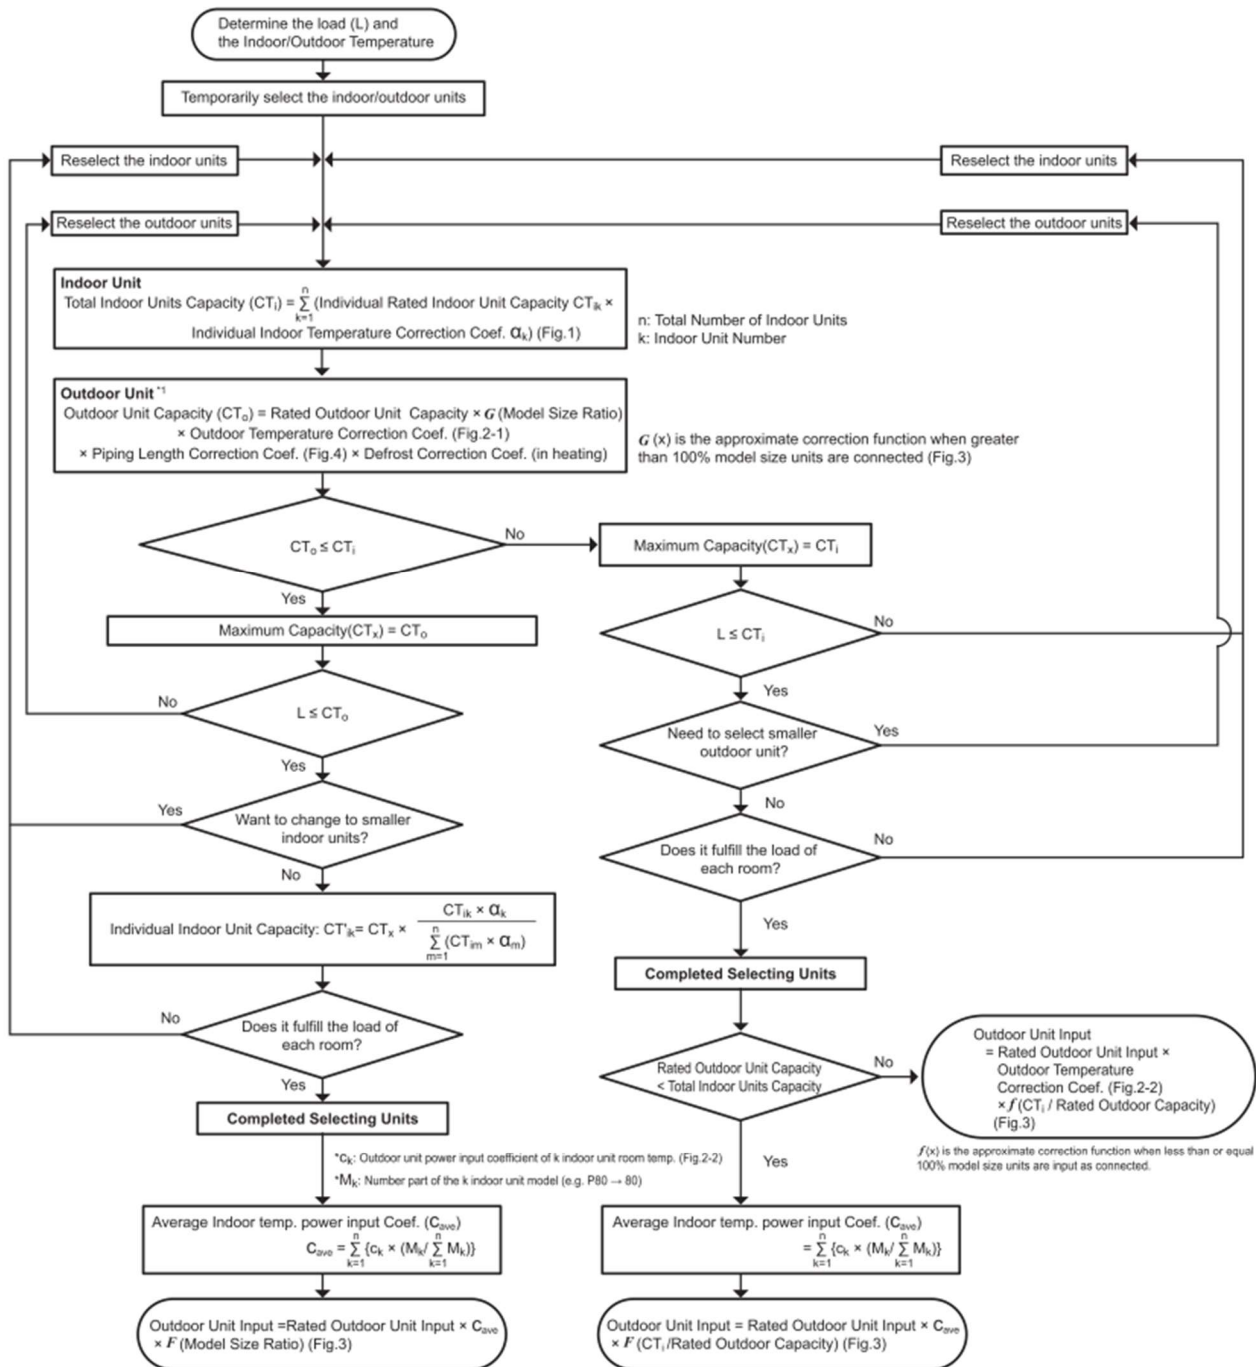 Determine the load (L) and
the Indoor/Outdoor Temperature
Temporarily select the indoor/outdoor units
Reselect the indoor units
Reselect the indoor units
Reselect the outdoor units
Reselect the outdoor units
Indoor Unit
Total Indoor Units Capacity (CTi) = n Σ k=1 (Individual Rated Indoor Unit Capacity CTik ×
Individual Indoor Temperature Correction Coef. αk) (Fig.1)
n: Total Number of Indoor Units
k: Indoor Unit Number
Outdoor Unit *1
Outdoor Unit Capacity (CTo) = Rated Outdoor Unit Capacity × G (Model Size Ratio)
× Outdoor Temperature Correction Coef. (Fig.2-1)
× Piping Length Correction Coef. (Fig.4) × Defrost Correction Coef. (in heating)
G (x) is the approximate correction function when greater
than 100% model size units are connected (Fig.3)
CTo ≤ CTi
No
Maximum Capacity(CTx) = CTi
Yes
Maximum Capacity(CTx) = CTo
L ≤ CTi
No
Yes
L ≤ CTo
No
Yes
Need to select smaller
outdoor unit?
Yes
No
Want to change to smaller
indoor units?
Yes
No
Does it fulfill the load of
each room?
No
Yes
Individual Indoor Unit Capacity: CT'ik= CTx ×
CTik × αk
n Σ m=1 (CTim × αm)
Completed Selecting Units
Does it fulfill the load of
each room?
No
Yes
Rated Outdoor Unit Capacity
< Total Indoor Units Capacity
No
Yes
Outdoor Unit Input
= Rated Outdoor Unit Input ×
Outdoor Temperature
Correction Coef. (Fig.2-2)
×f(CTi / Rated Outdoor Capacity)
(Fig.3)
f(x) is the approximate correction function when less than or equal
100% model size units are input as connected.
Completed Selecting Units
*ck: Outdoor unit power input coefficient of k indoor unit room temp. (Fig.2-2)
*Mk: Number part of the k indoor unit model (e.g. P80 → 80)
Average Indoor temp. power input Coef. (Cave)
Cave = n Σ k=1 {ck × (Mk/ n Σ k=1 Mk)}
Average Indoor temp. power input Coef. (Cave)
= n Σ k=1 {ck × (Mk/ n Σ k=1 Mk)}
Outdoor Unit Input =Rated Outdoor Unit Input × Cave
× F (Model Size Ratio) (Fig.3)
Outdoor Unit Input = Rated Outdoor Unit Input × Cave
× F (CTi /Rated Outdoor Capacity) (Fig.3)